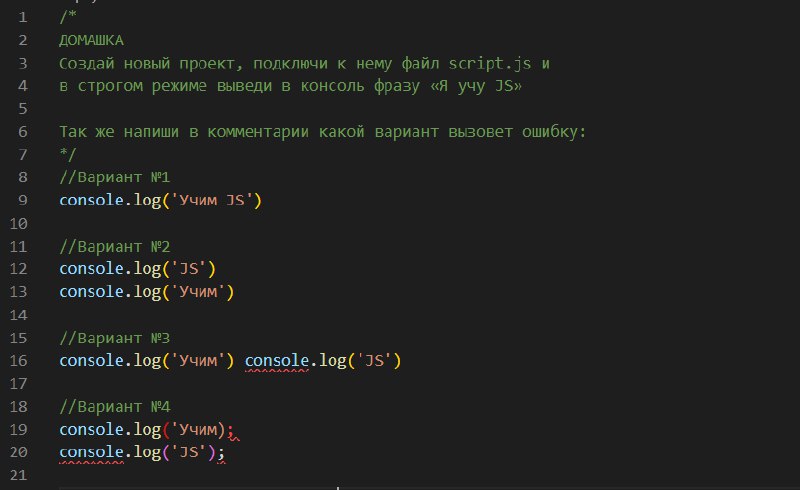 1 /*
2 ДОМАШКА
3 Создай новый проект, подключи к нему файл script.js и
4 в строгом режиме выведи в консоль фразу «Я учу JS»
5
6 Так же напиши в комментарии какой вариант вызовет ошибку:
7 */
8 //Вариант №1
9 console.log('Учим JS')
10
11 //Вариант №2
12 console.log('JS')
13 console.log('Учим')
14
15 //Вариант №3
16 console.log('Учим') console.log('JS')
17
18 //Вариант №4
19 console.log('Учим);
20 console.log('JS');
21